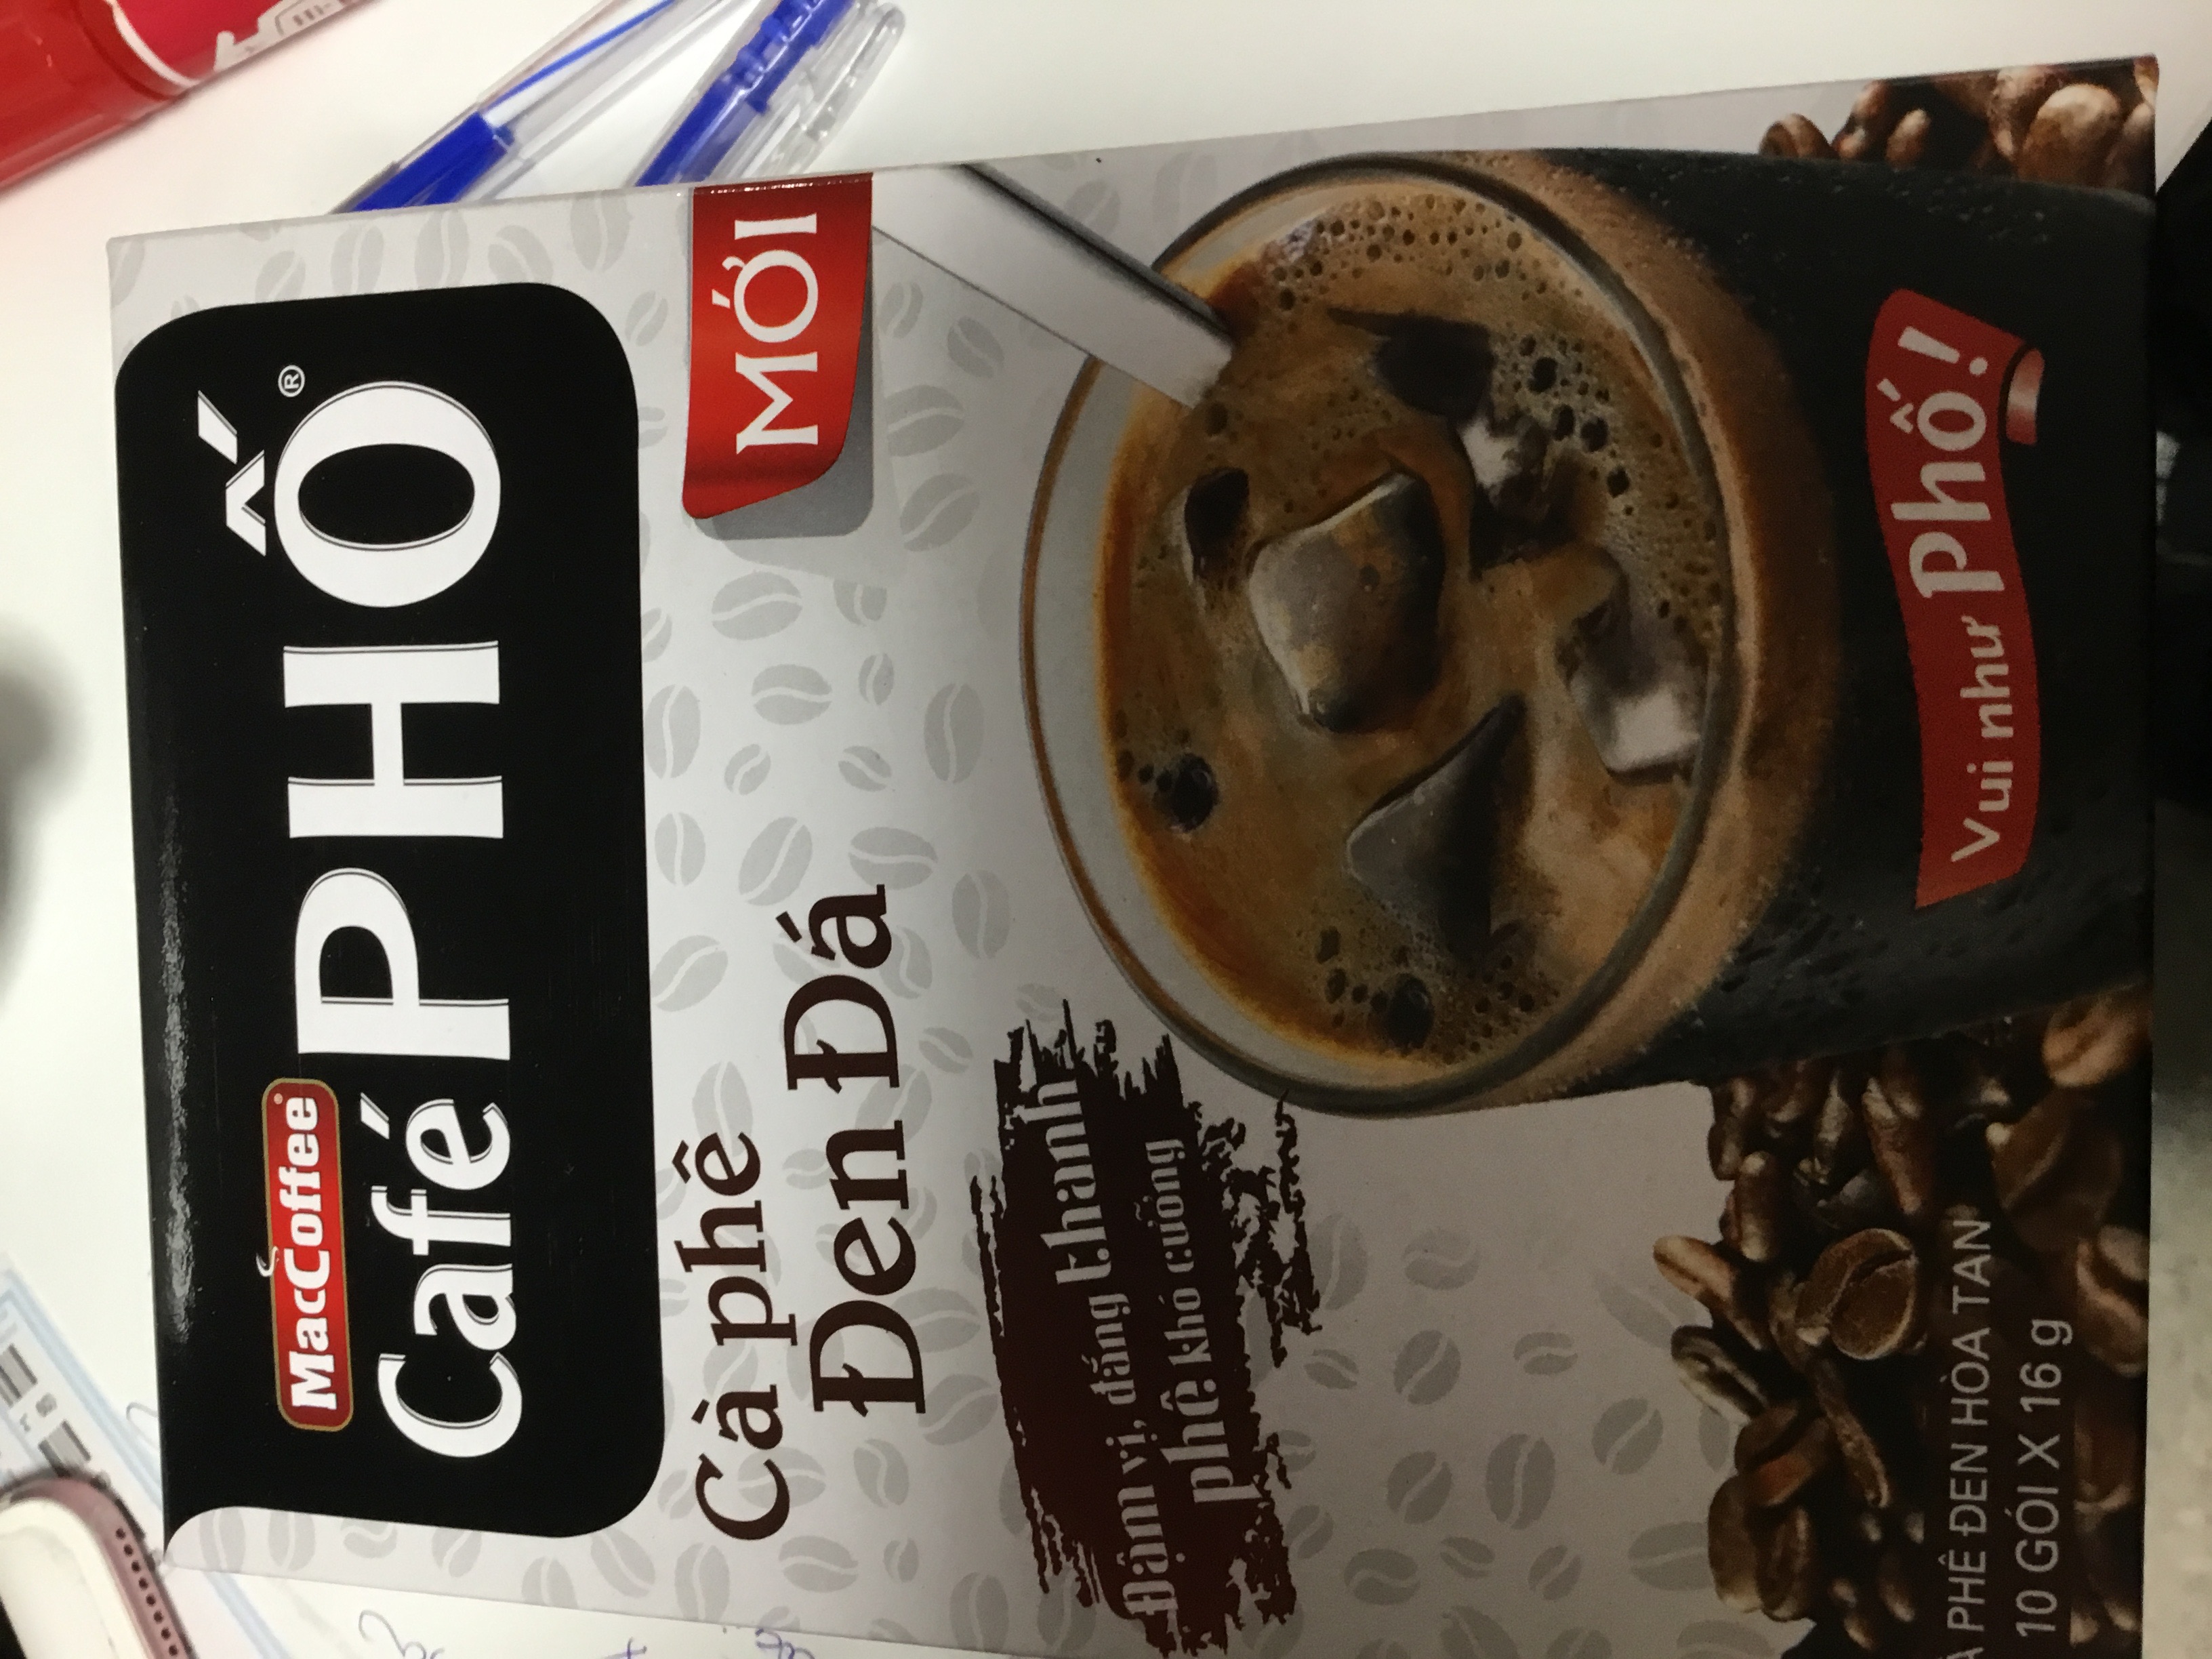 MacCoffee
Café PHỐ®
MỚI
Cà phê
Đen Đá
Đậm vị, đắng thanh
phê khó cuỡng
Vui như Phố!
PHÊ ĐEN HÒA TAN
10 GÓI X 16 g